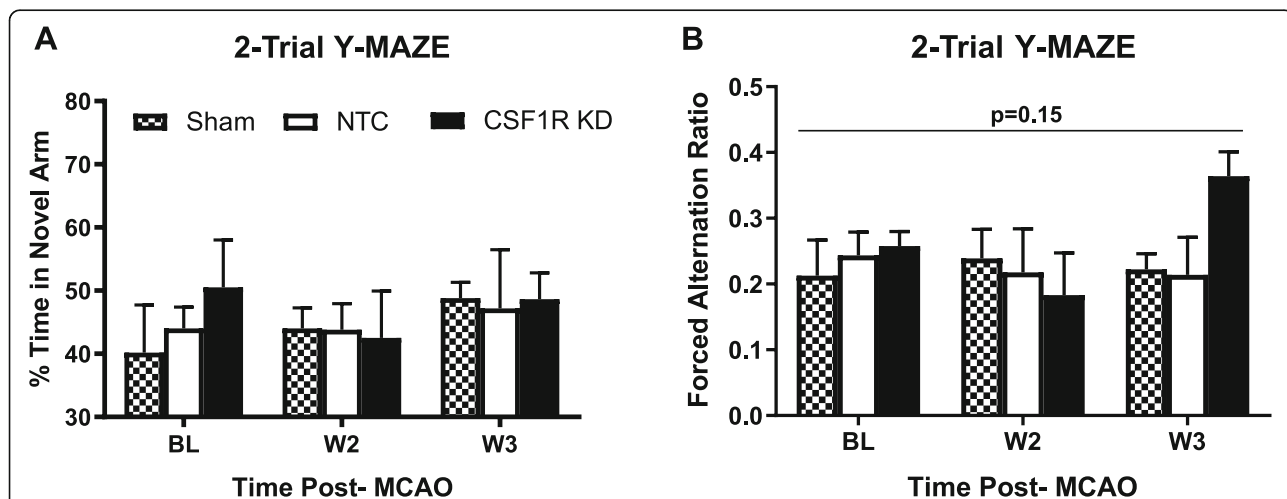 A
2-Trial Y-MAZE
80
70
60
50
40
30
% Time in Novel Arm
Sham NTC CSF1R KD
BL W2 W3
Time Post- MCAO
B
2-Trial Y-MAZE
0.5
0.4
0.3
0.2
0.1
0.0
Forced Alternation Ratio
p=0.15
BL W2 W3
Time Post- MCAO